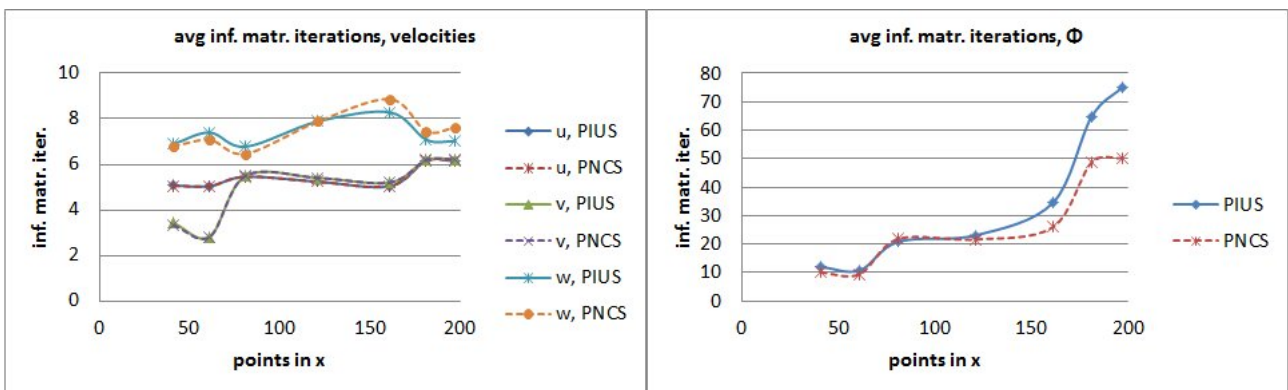 avg inf. matr. iterations, velocities
inf. matr. iter.
10
8
6
4
2
0
0 50 100 150 200
points in x
u, PIUS
u, PNCS
v, PIUS
v, PNCS
w, PIUS
w, PNCS
avg inf. matr. iterations, Φ
inf. matr. iter.
80
70
60
50
40
30
20
10
0
0 50 100 150 200
points in x
PIUS
PNCS